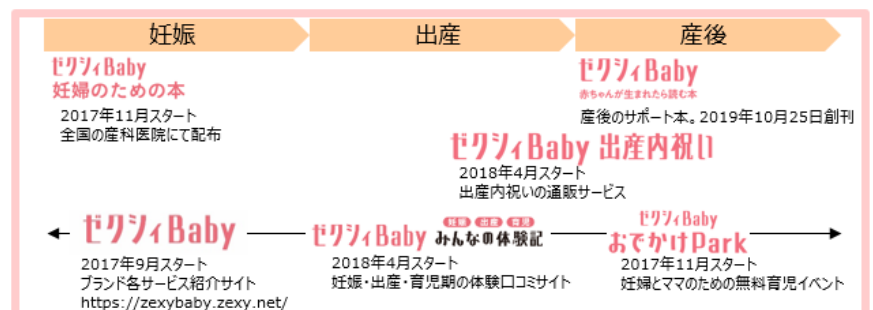 妊娠
出産
産後
ゼクシィBaby
妊婦のための本
2017年11月スタート
全国の産科医院にて配布
ゼクシィBaby
赤ちゃんが生まれたら読む本
産後のサポート本。2019年10月25日創刊
ゼクシィBaby 出産内祝い
2018年4月スタート
出産内祝いの通販サービス
ゼクシィBaby
2017年9月スタート
ブランド各サービス紹介サイト
https://zexybaby.zexy.net/
ゼクシィBaby 妊娠 出産 育児 みんなの体験記
2018年4月スタート
妊娠・出産・育児期の体験口コミサイト
ゼクシィBaby
おでかけPark
2017年11月スタート
妊婦とママのための無料育児イベント